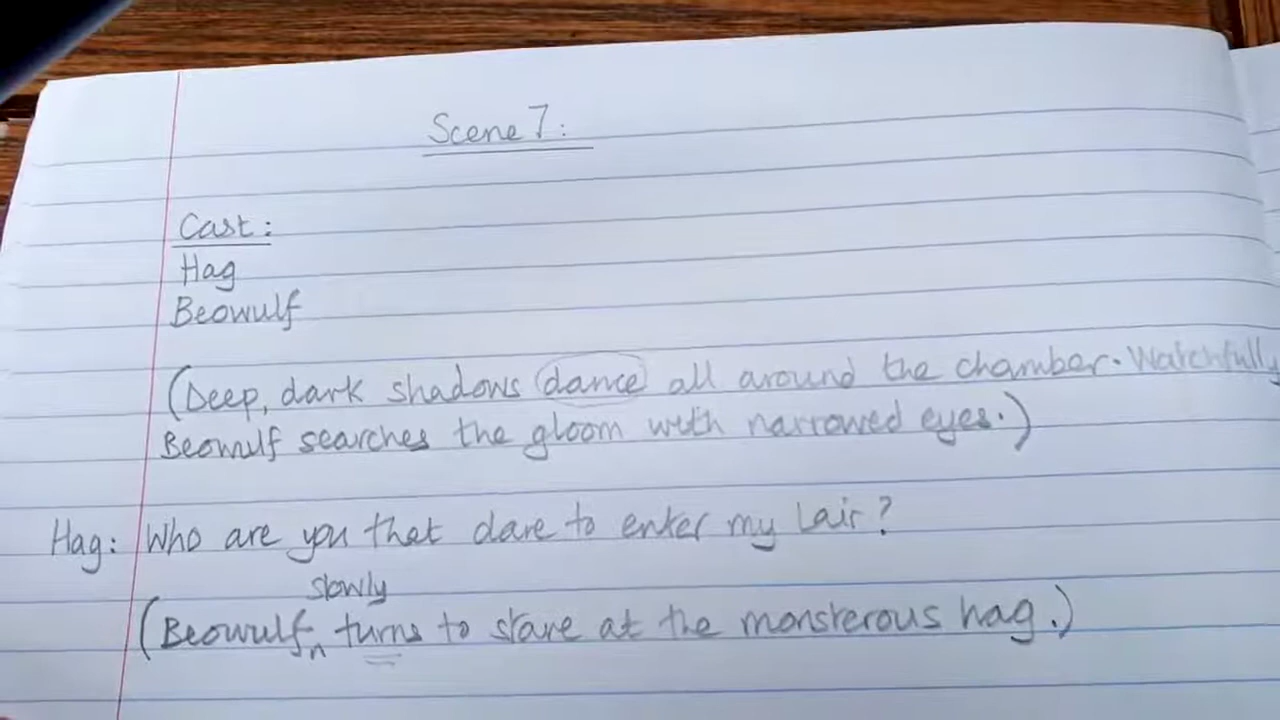 Scene 7:
Cast:
Hag
Beowulf
(Deep, dark shadows dance all around the chamber. Watchfully
Beowulf searches the gloom with narrowed eyes.)
Hag: Who are you that dare to enter my lair?
slowly
(Beowulf ^ turns to stare at the monsterous hag.)